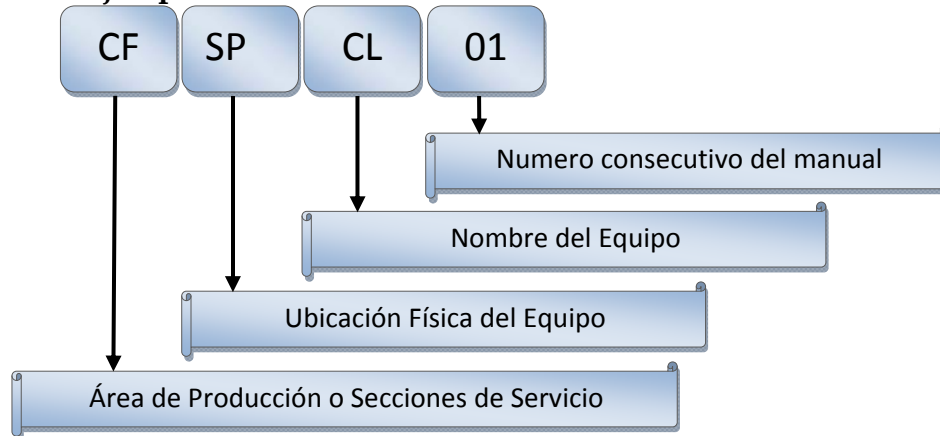 CF SP CL 01
Numero consecutivo del manual
Nombre del Equipo
Ubicación Física del Equipo
Área de Producción o Secciones de Servicio